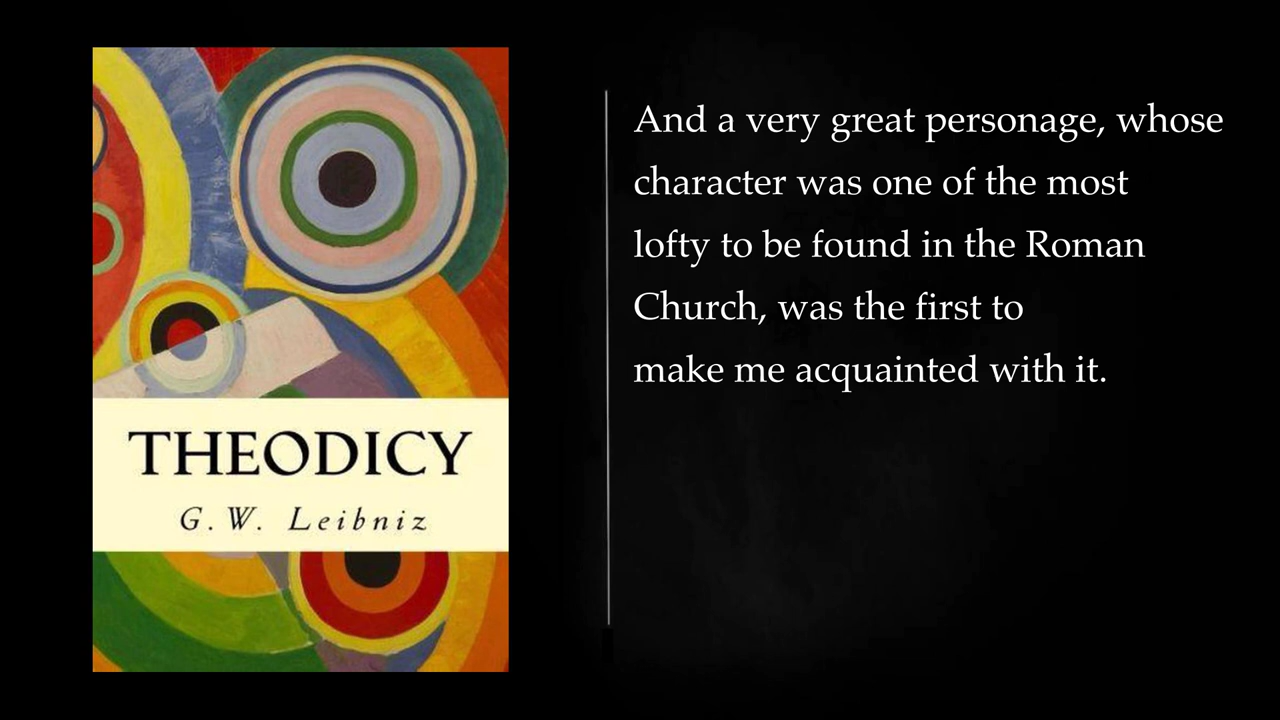 THEODICY
G. W. Leibniz
And a very great personage, whose
character was one of the most
lofty to be found in the Roman
Church, was the first to
make me acquainted with it.